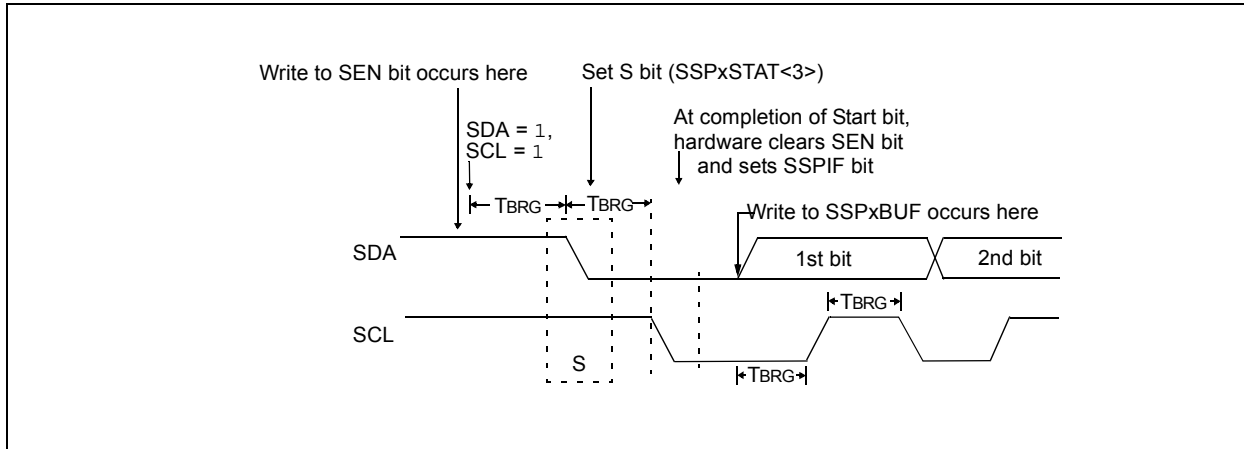 Write to SEN bit occurs here
Set S bit (SSPxSTAT<3>)
SDA = 1,
SCL = 1
At completion of Start bit,
hardware clears SEN bit
and sets SSPIF bit
TBRG
TBRG
Write to SSPxBUF occurs here
SDA
1st bit
2nd bit
TBRG
SCL
S
TBRG